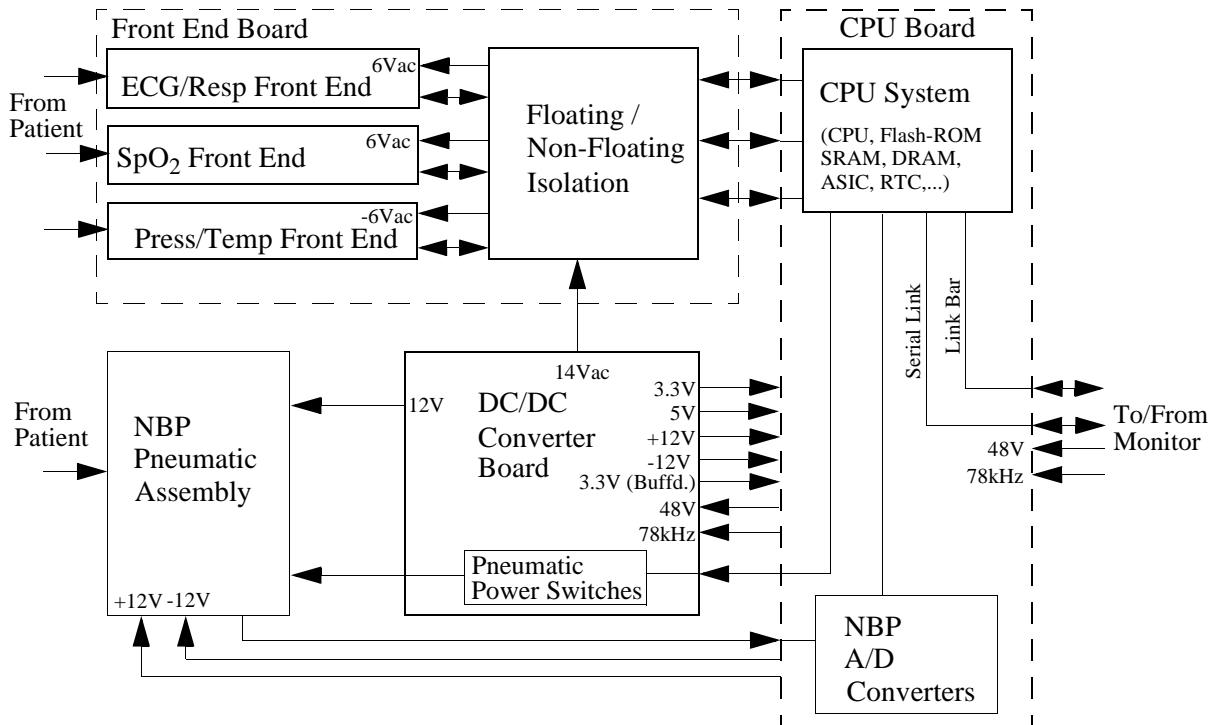 Front End Board
CPU Board
6Vac
ECG/Resp Front End
From
Patient
6Vac
SpO₂ Front End
-6Vac
Press/Temp Front End
Floating /
Non-Floating
Isolation
CPU System
(CPU, Flash-ROM
SRAM, DRAM,
ASIC, RTC,...)
Serial Link
Link Bar
To/From
Monitor
48V
78kHz
From
Patient
NBP
Pneumatic
Assembly
+12V -12V
14Vac
12V
DC/DC
Converter
Board
3.3V
5V
+12V
-12V
3.3V (Buffd.)
48V
78kHz
Pneumatic
Power Switches
NBP
A/D
Converters